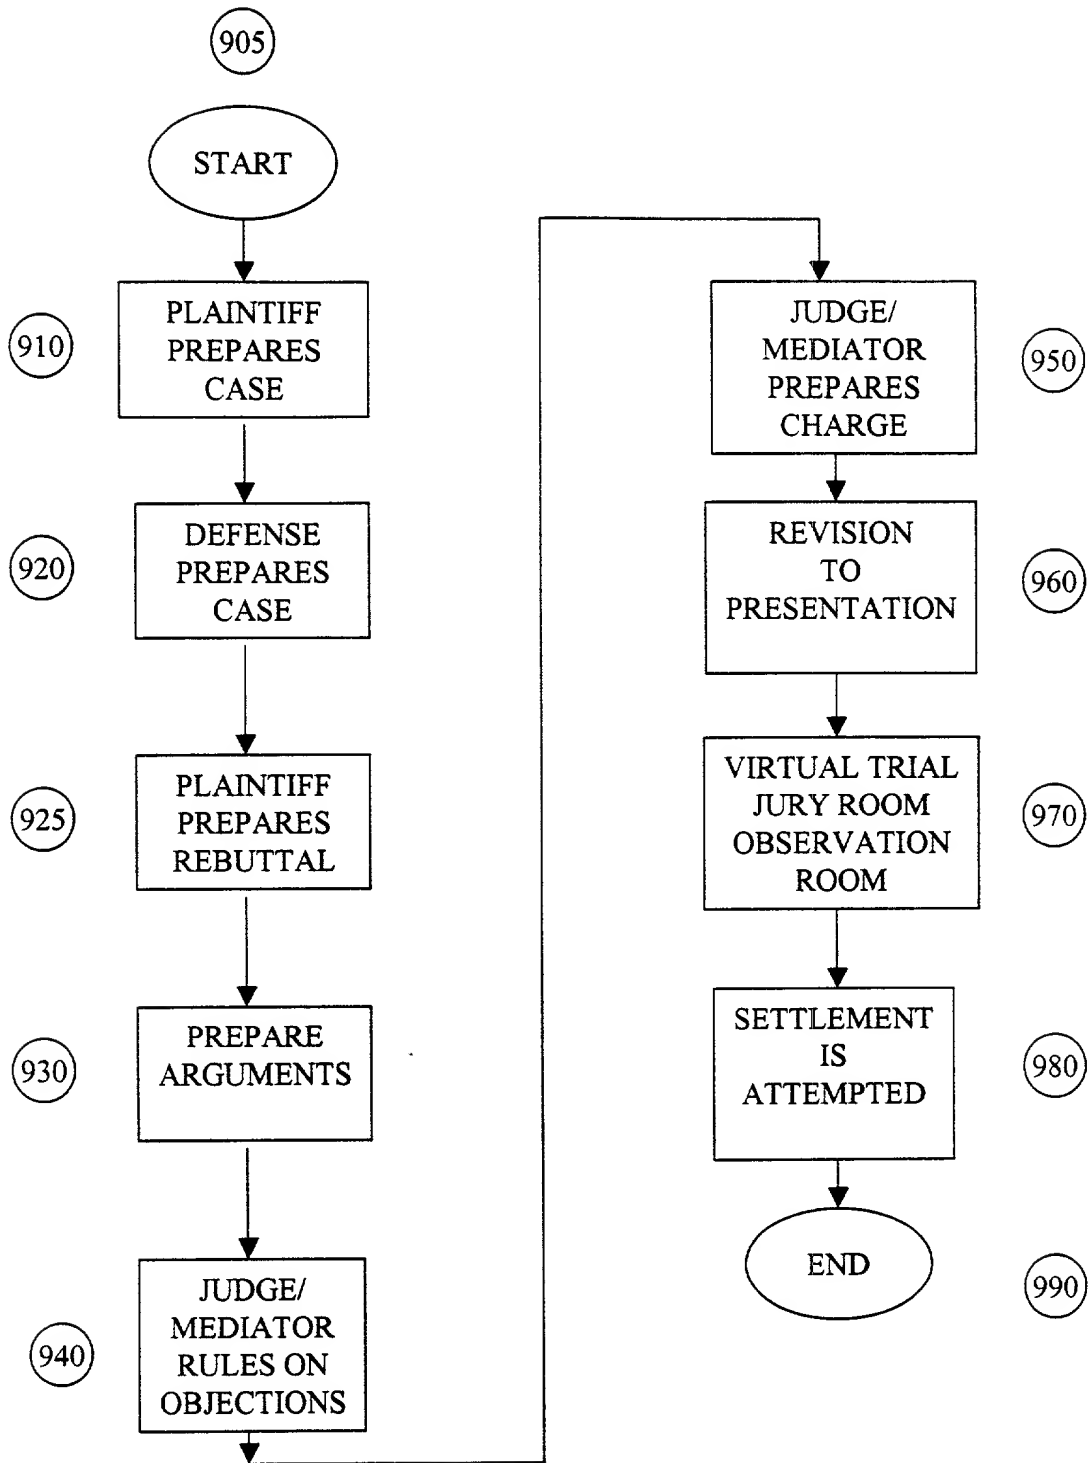 905
START
910
PLAINTIFF
PREPARES
CASE
920
DEFENSE
PREPARES
CASE
925
PLAINTIFF
PREPARES
REBUTTAL
930
PREPARE
ARGUMENTS
940
JUDGE/
MEDIATOR
RULES ON
OBJECTIONS
JUDGE/
MEDIATOR
PREPARES
CHARGE
950
REVISION
TO
PRESENTATION
960
VIRTUAL TRIAL
JURY ROOM
OBSERVATION
ROOM
970
SETTLEMENT
IS
ATTEMPTED
980
END
990